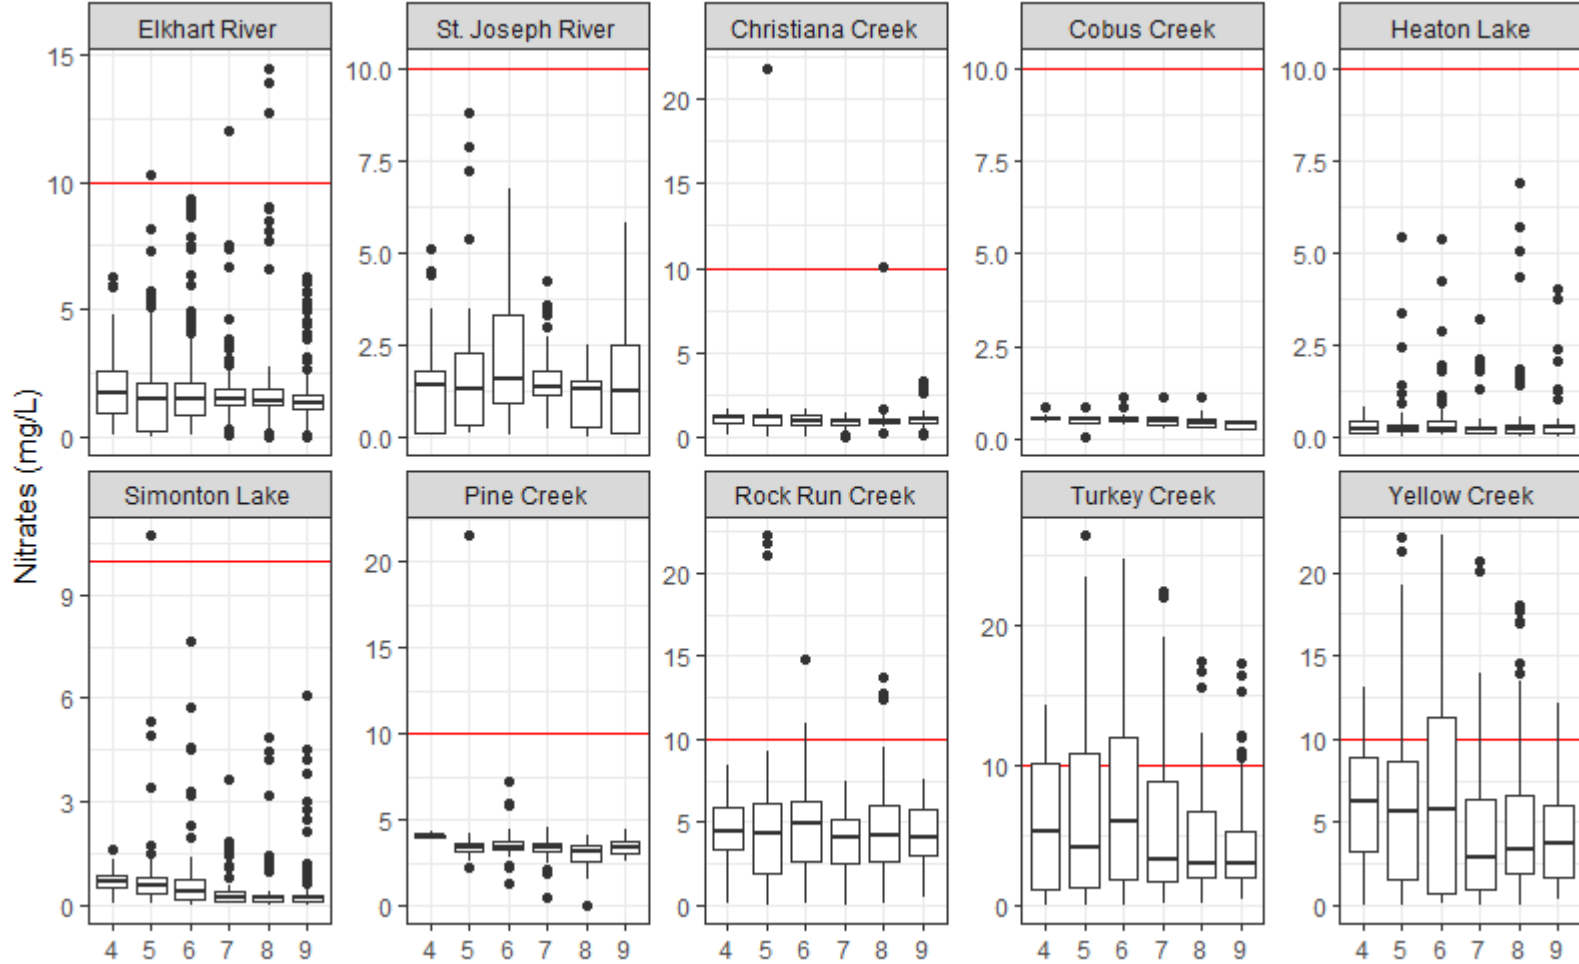 Elkhart River St. Joseph River Christiana Creek Cobus Creek Heaton Lake
15 10 5 0
10.0 7.5 5.0 2.5 0.0
20 15 10 5 0
10.0 7.5 5.0 2.5 0.0
10.0 7.5 5.0 2.5 0.0
Nitrates (mg/L)
Simonton Lake Pine Creek Rock Run Creek Turkey Creek Yellow Creek
9 6 3 0
20 15 10 5 0
20 15 10 5 0
20 10 0
20 15 10 5 0
4 5 6 7 8 9 4 5 6 7 8 9 4 5 6 7 8 9 4 5 6 7 8 9 4 5 6 7 8 9